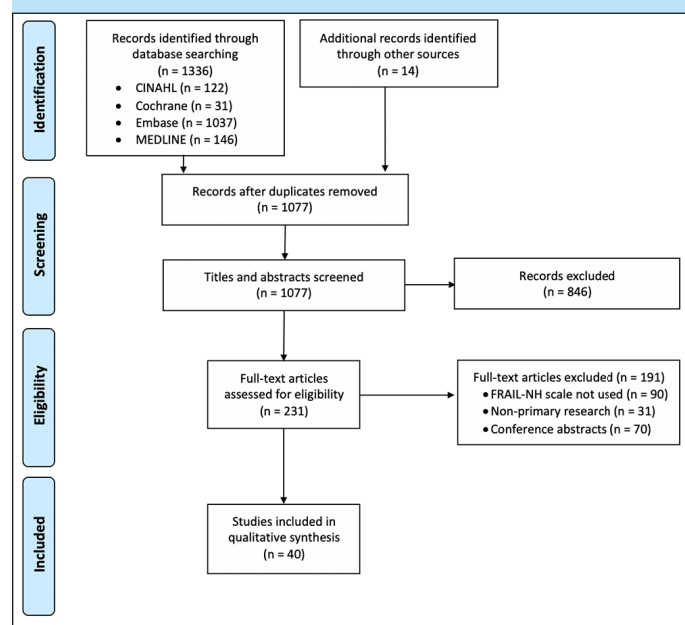 Identification
Records identified through
database searching
(n = 1336)
• CINAHL (n = 122)
• Cochrane (n = 31)
• Embase (n = 1037)
• MEDLINE (n = 146)
Additional records identified
through other sources
(n = 14)
Screening
Records after duplicates removed
(n = 1077)
Titles and abstracts screened
(n = 1077)
Records excluded
(n = 846)
Eligibility
Full-text articles
assessed for eligibility
(n = 231)
Full-text articles excluded (n = 191)
• FRAIL-NH scale not used (n = 90)
• Non-primary research (n = 31)
• Conference abstracts (n = 70)
Included
Studies included in
qualitative synthesis
(n = 40)